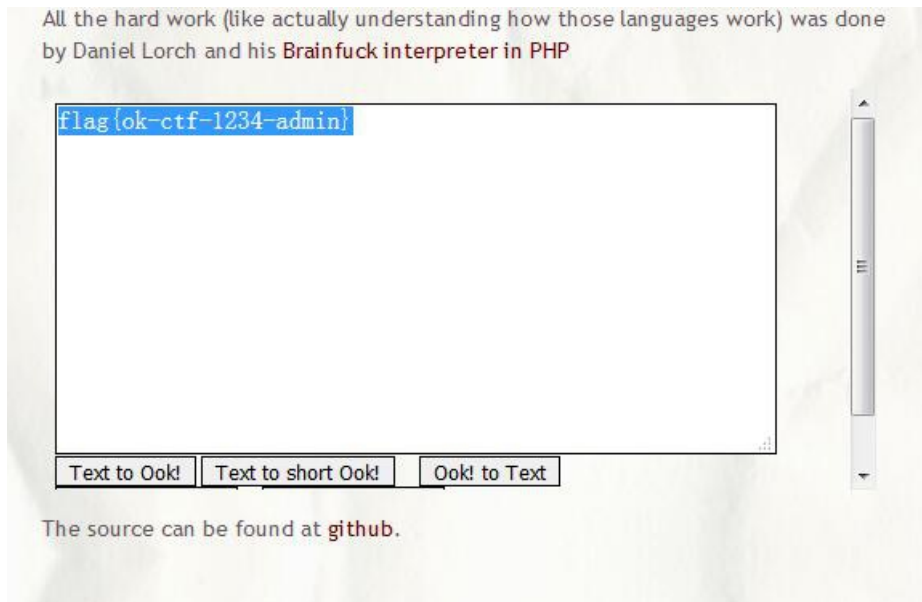 All the hard work (like actually understanding how those languages work) was done
by Daniel Lorch and his Brainfuck interpreter in PHP
flag{ok-ctf-1234-admin}
Text to Ook! Text to short Ook! Ook! to Text
The source can be found at github.